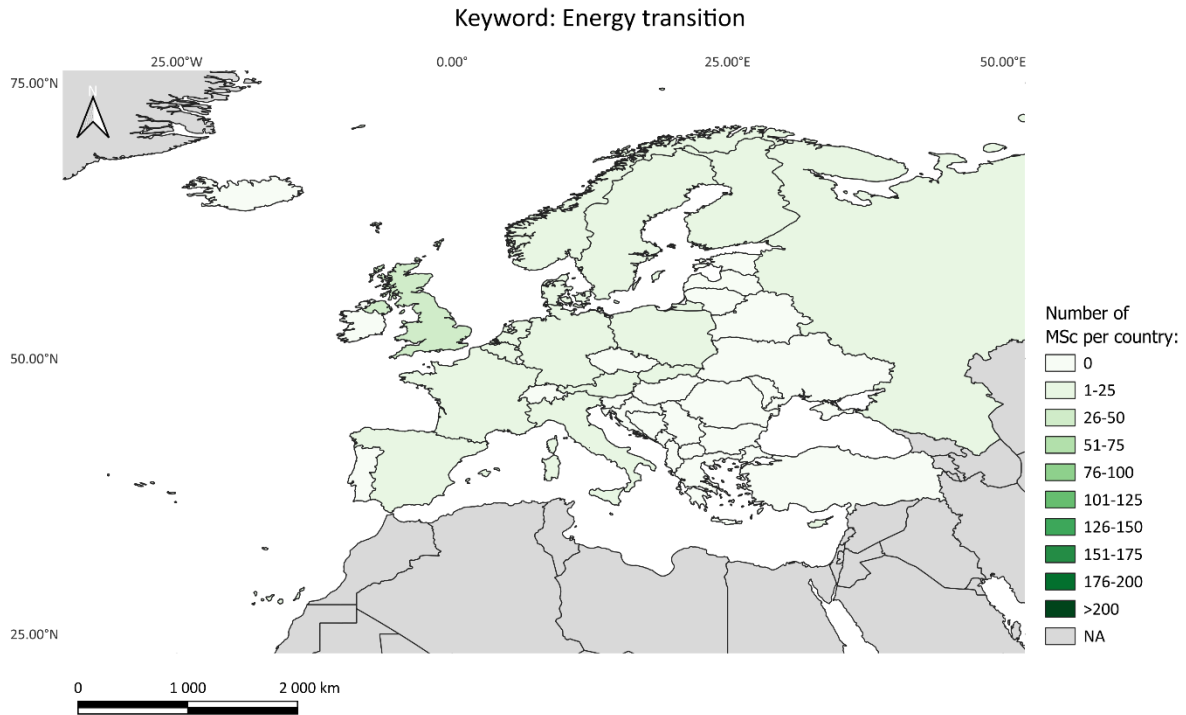 Keyword: Energy transition
25.00°W 0.00° 25.00°E 50.00°E
75.00°N
N
50.00°N
25.00°N
Number of
MSc per country:
0
1-25
26-50
51-75
76-100
101-125
126-150
151-175
176-200
>200
NA
0 1 000 2 000 km